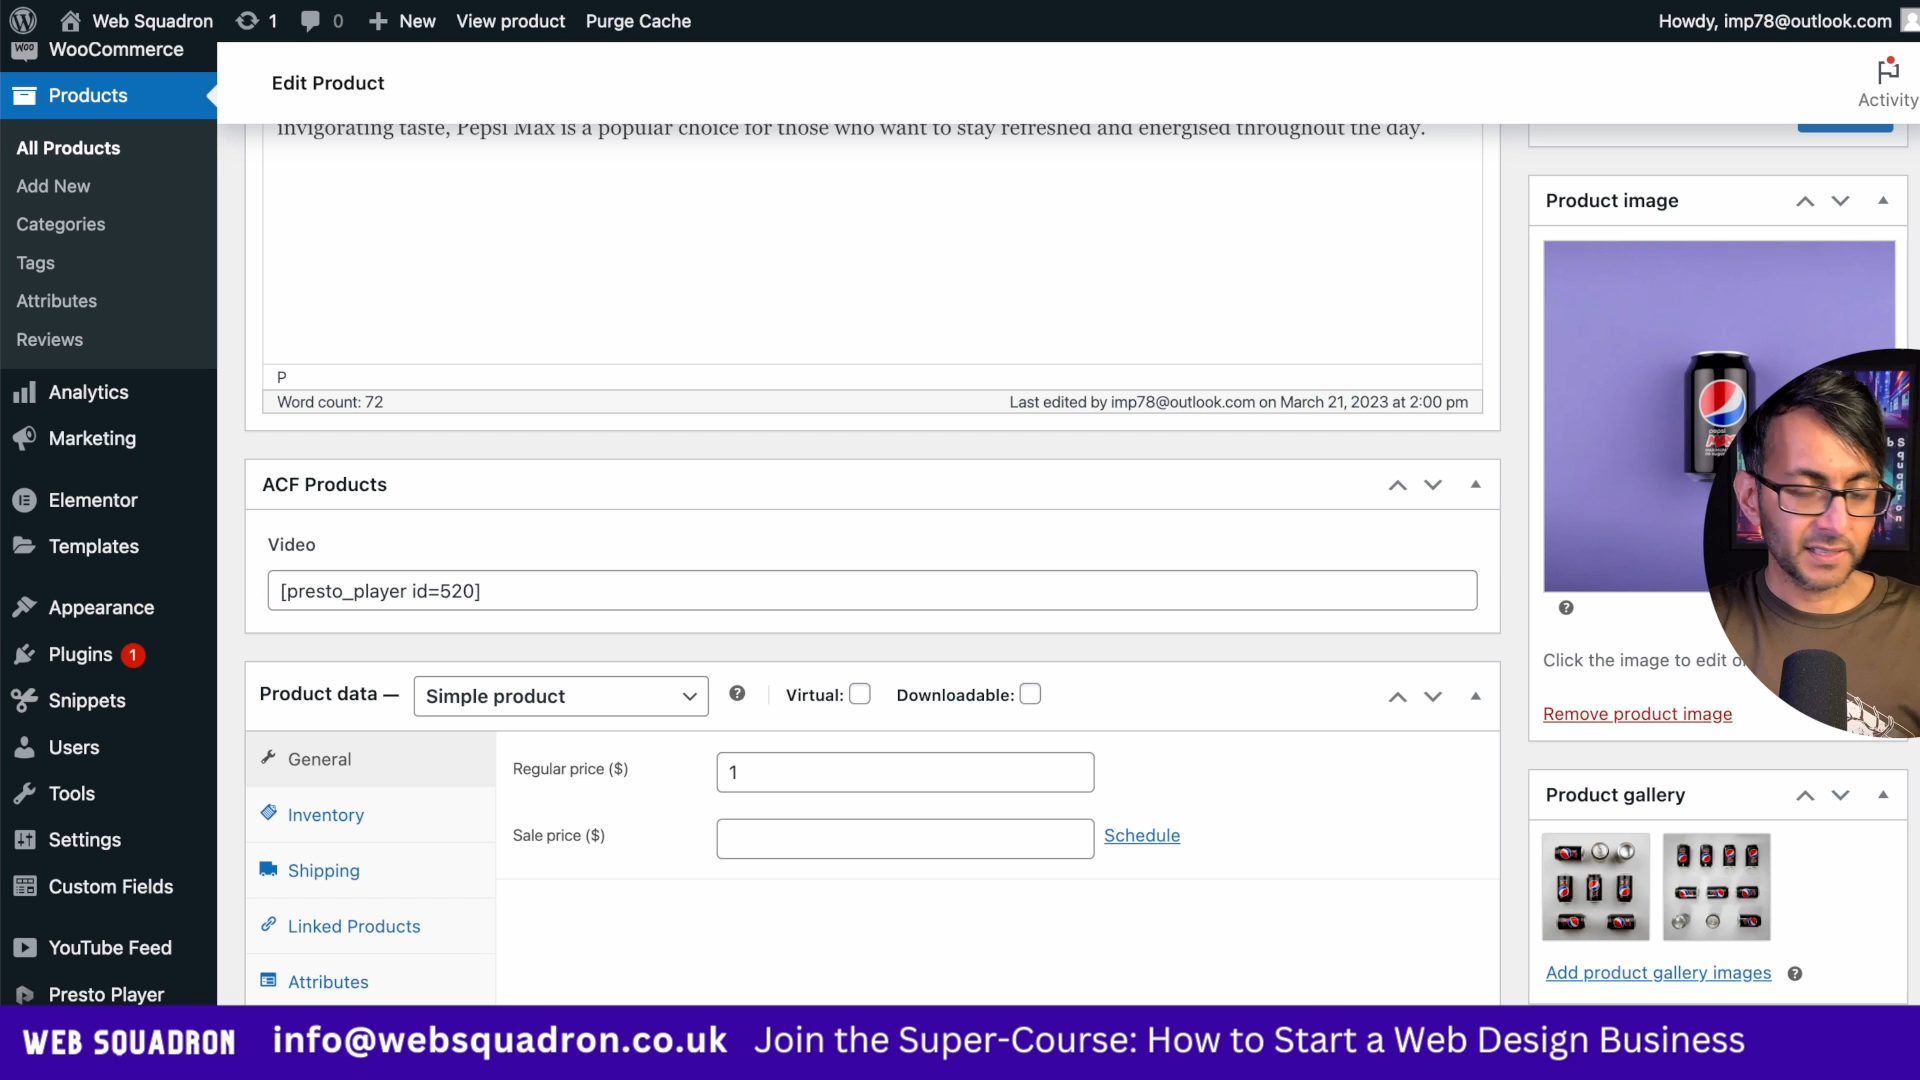 Web Squadron 1 0 New View product Purge Cache Howdy, imp78@outlook.com
WooCommerce
Edit Product
Activity
Products
All Products
Add New
Categories
Tags
Attributes
Reviews
Analytics
Marketing
Elementor
Templates
Appearance
Plugins 1
Snippets
Users
Tools
Settings
Custom Fields
YouTube Feed
Presto Player
invigorating taste, Pepsi Max is a popular choice for those who want to stay refreshed and energised throughout the day.
P
Word count: 72 Last edited by imp78@outlook.com on March 21, 2023 at 2:00 pm
ACF Products
Video
[presto_player id=520]
Product data — Simple product Virtual: Downloadable:
General
Inventory
Shipping
Linked Products
Attributes
Regular price ($) 1
Sale price ($) Schedule
Product image
pepsi
MAX
Click the image to edit
Remove product image
Product gallery
Add product gallery images
WEB SQUADRON info@websquadron.co.uk Join the Super-Course: How to Start a Web Design Business